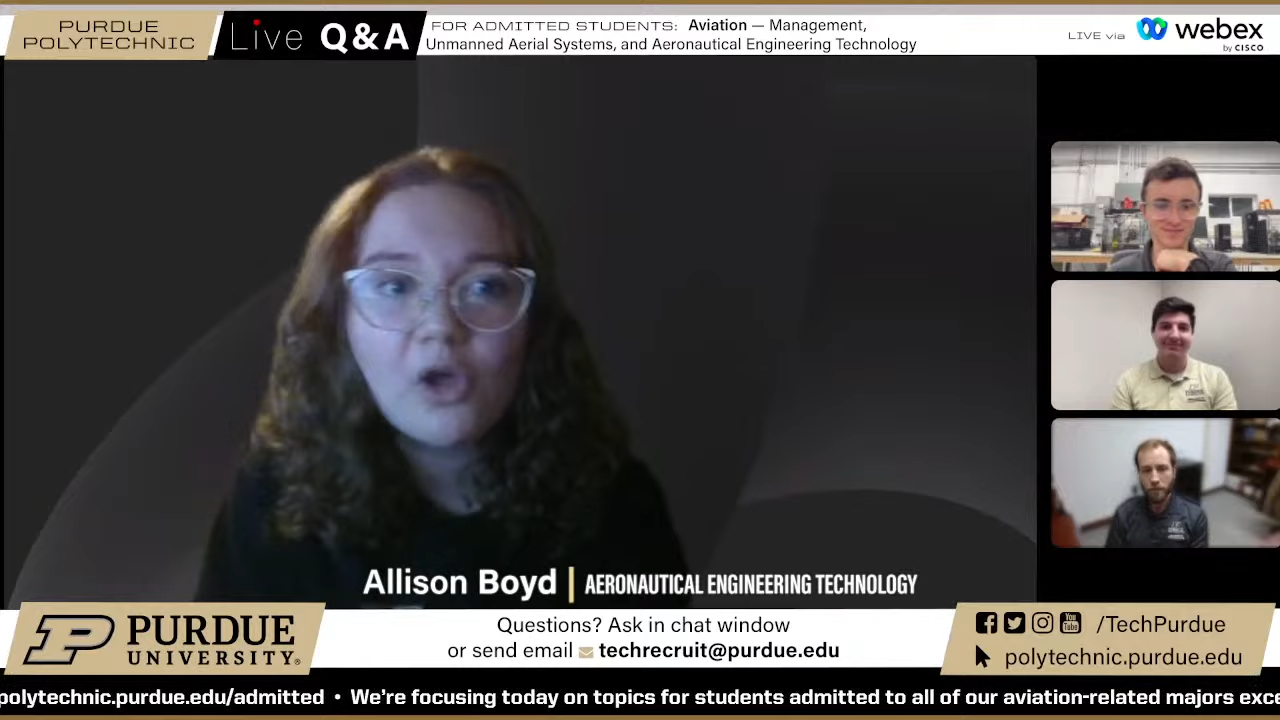 PURDUE
POLYTECHNIC
Live Q&A
FOR ADMITTED STUDENTS: Aviation — Management,
Unmanned Aerial Systems, and Aeronautical Engineering Technology
LIVE via webex
by CISCO
Allison Boyd | AERONAUTICAL ENGINEERING TECHNOLOGY
P PURDUE
UNIVERSITY®
Questions? Ask in chat window
or send email techrecruit@purdue.edu
You
Tube
/TechPurdue
polytechnic.purdue.edu
polytechnic.purdue.edu/admitted • We're focusing today on topics for students admitted to all of our aviation-related majors exce